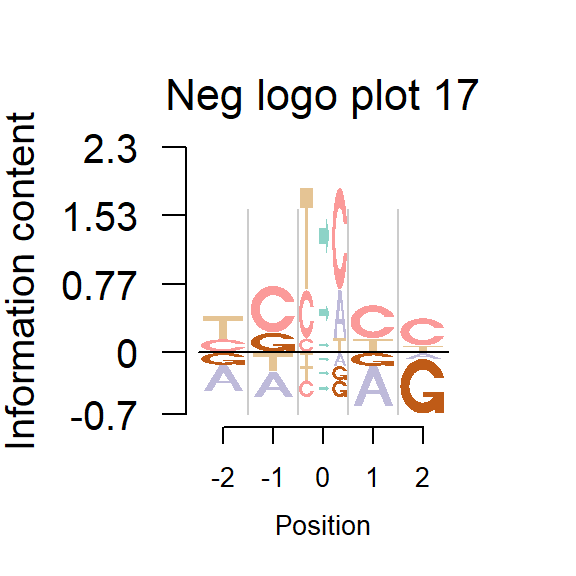 Neg logo plot 17
Information content
2.3
1.53
0.77
0
-0.7
T C G A
C G T A
T→C
C→A
C→T
T→A
T→G
C→G
C T G A
C T A G
-2 -1 0 1 2
Position